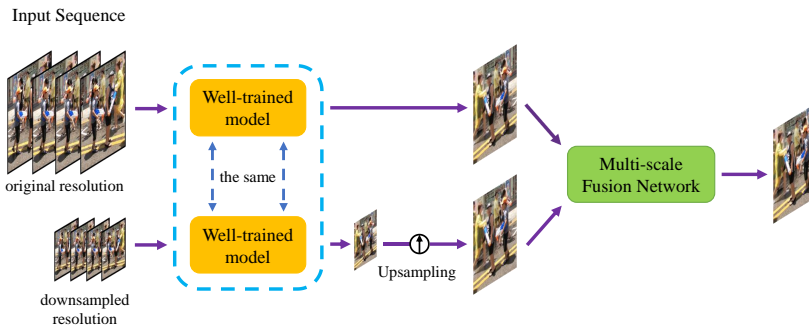 Input Sequence
Well-trained
model
original resolution
the same
Multi-scale
Fusion Network
Well-trained
model
Upsampling
downsampled
resolution